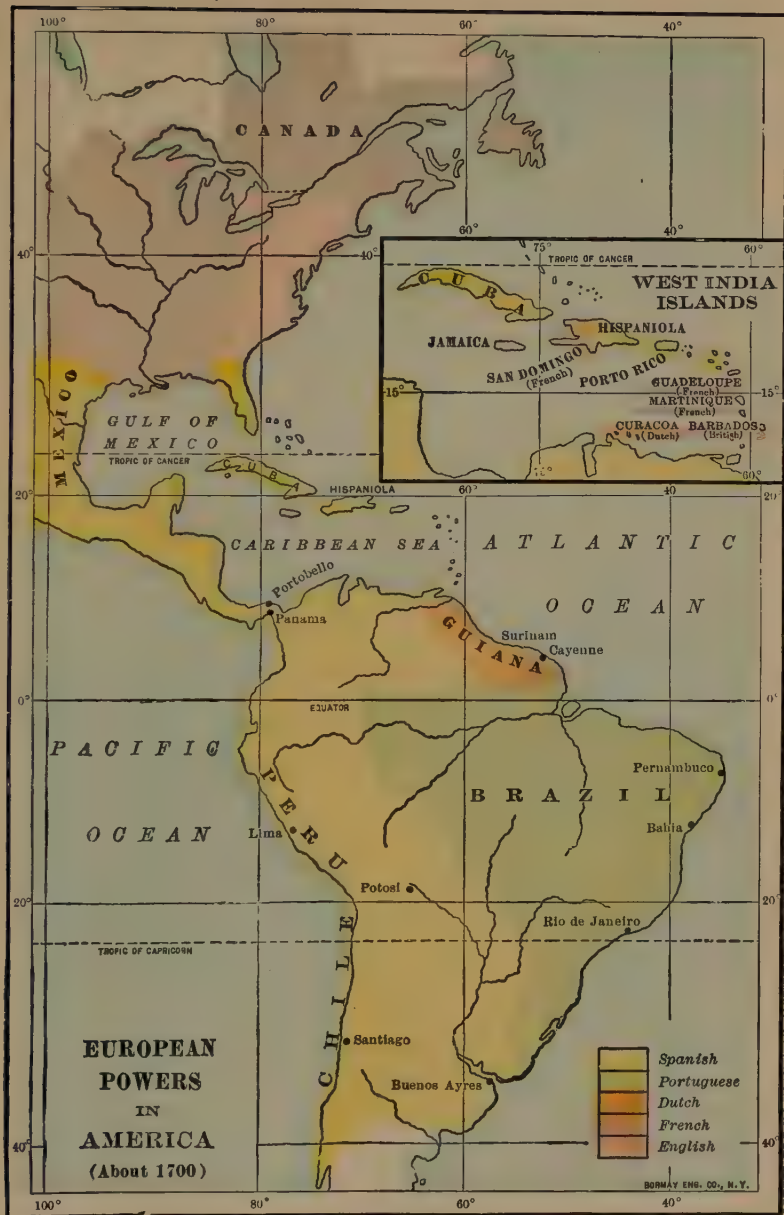 100°
80°
60°
40°
CANADA
40°
40°
75°
60°
TROPIC OF CANCER
WEST INDIA
ISLANDS
CUBA
HISPANIOLA
JAMAICA
SAN DOMINGO
(French)
PORTO RICO
GUADELOUPE
(French)
MARTINIQUE
(French)
CURACOA BARBADOS
(Dutch) (British)
15°
15°
60°
MEXICO
GULF OF
MEXICO
TROPIC OF CANCER
CUBA
HISPANIOLA
20°
60°
40°
20°
CARIBBEAN SEA
ATLANTIC
OCEAN
Portobello
Panama
GUIANA
Surinam
Cayenne
0°
EQUATOR
0°
PACIFIC
OCEAN
PERU
BRAZIL
Pernambuco
Bahia
Lima
Potosi
20°
20°
Rio de Janeiro
TROPIC OF CAPRICORN
CHILE
Santiago
Buenos Ayres
EUROPEAN
POWERS
IN
AMERICA
(About 1700)
Spanish
Portuguese
Dutch
French
English
40°
40°
BORMAY ENG. CO., N.Y.
100°
80°
60°
40°